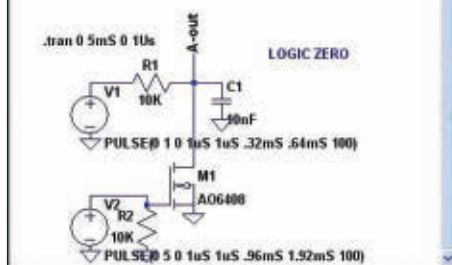 A-out
.tran 0 5mS 0 1Us
LOGIC ZERO
R1
C1
V1
10K
10nF
PULSE(0 1 0 1uS 1uS .32mS .64mS 100)
M1
AO6408
V2
R2
10K
PULSE(0 5 0 1uS 1uS .96mS 1.92mS 100)